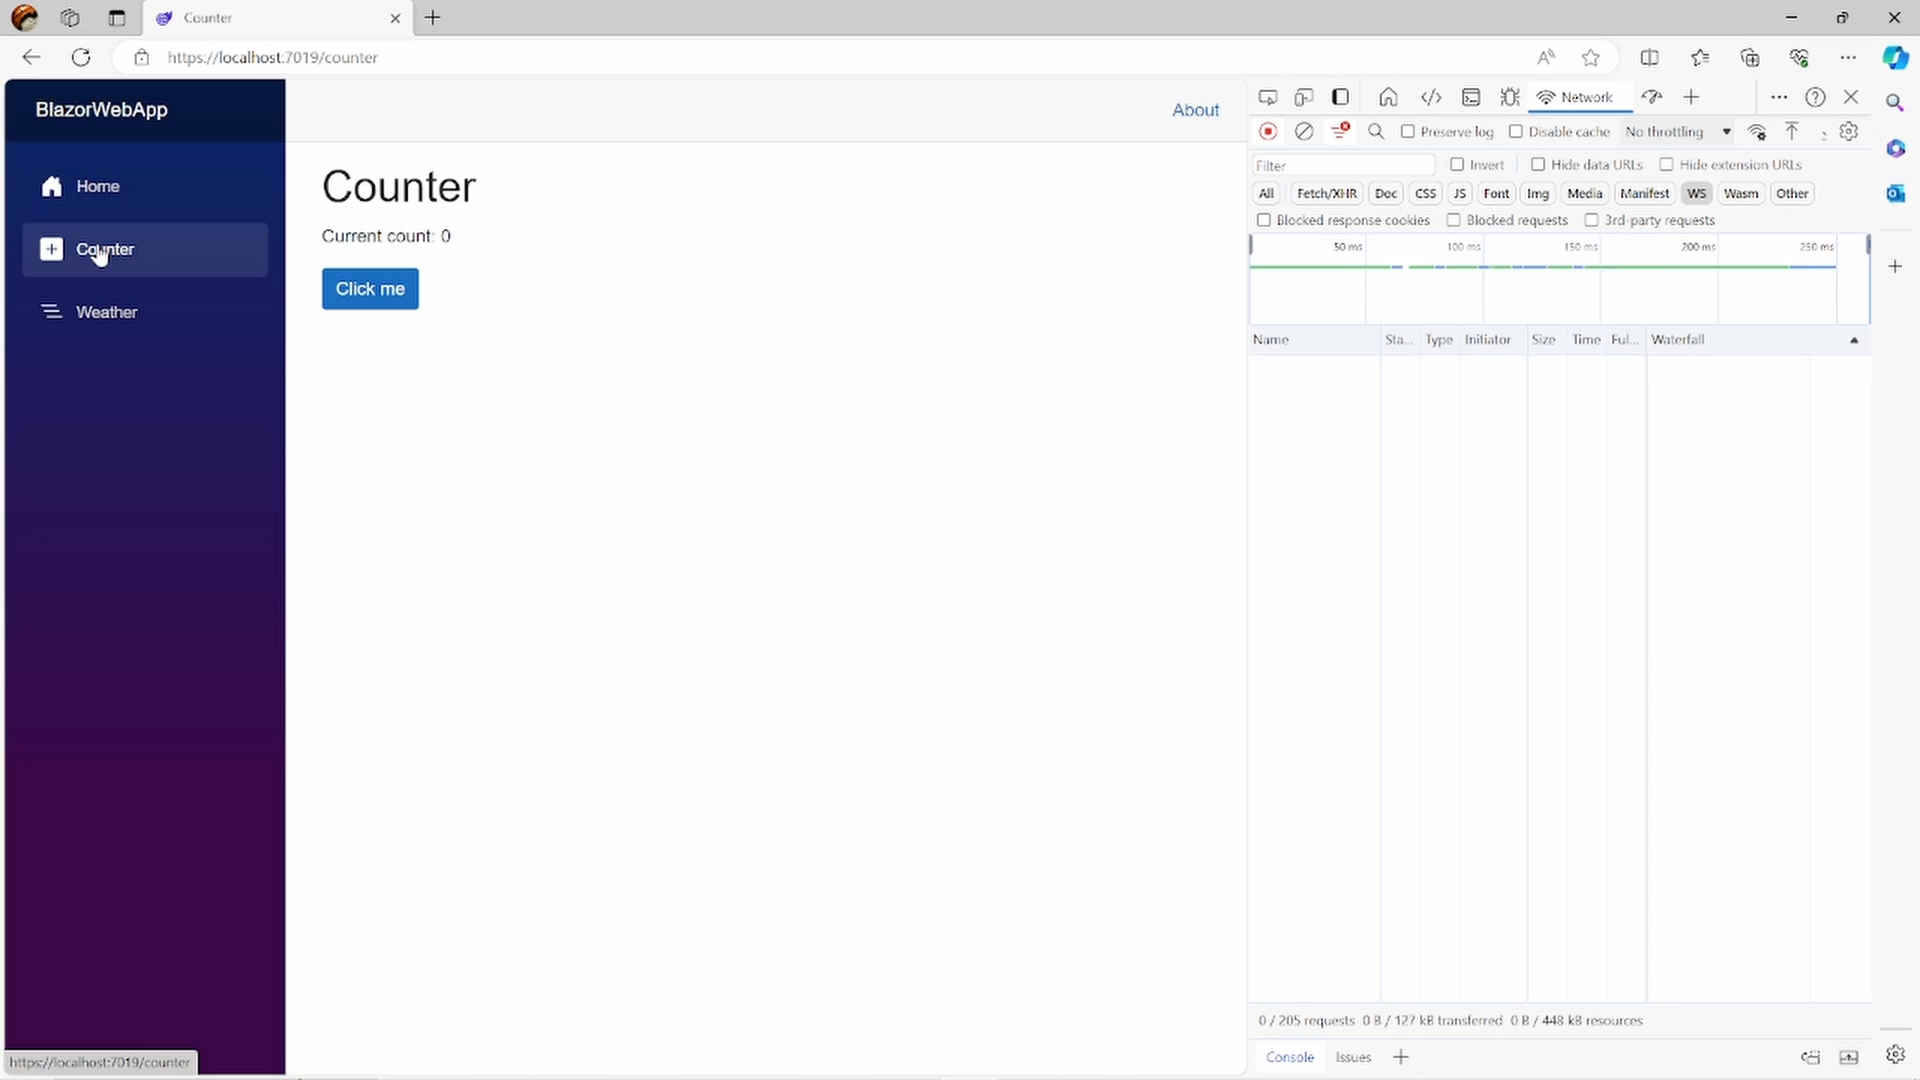 Counter
https://localhost:7019/counter
BlazorWebApp
Home
Counter
Weather
About
Counter
Current count: 0
Click me
Network
Preserve log
Disable cache
No throttling
Filter
Invert
Hide data URLs
Hide extension URLs
All
Fetch/XHR
Doc
CSS
JS
Font
Img
Media
Manifest
WS
Wasm
Other
Blocked response cookies
Blocked requests
3rd-party requests
50 ms
100 ms
150 ms
200 ms
250 ms
Name
Sta...
Type
Initiator
Size
Time
Ful...
Waterfall
0 / 205 requests 0 B / 127 kB transferred 0 B / 448 kB resources
Console
Issues
https://localhost:7019/counter